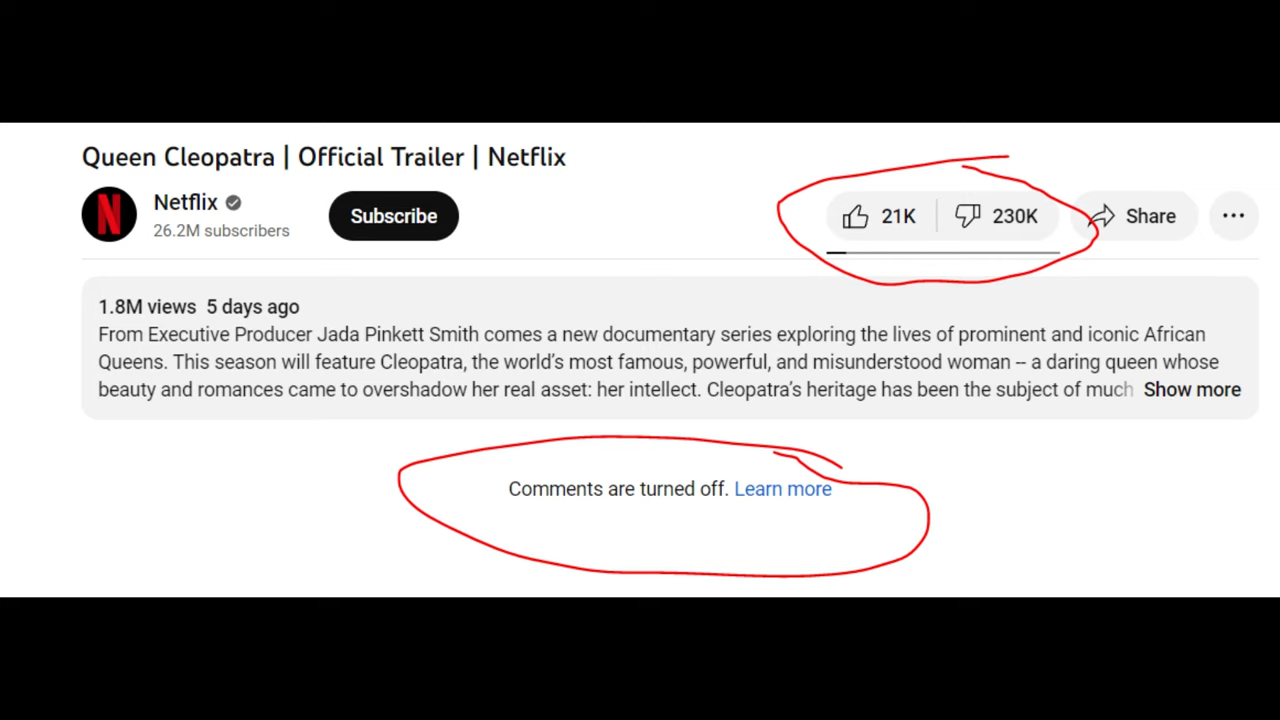 Queen Cleopatra | Official Trailer | Netflix
N
Netflix
26.2M subscribers
Subscribe
21K
230K
Share
1.8M views 5 days ago
From Executive Producer Jada Pinkett Smith comes a new documentary series exploring the lives of prominent and iconic African
Queens. This season will feature Cleopatra, the world’s most famous, powerful, and misunderstood woman -- a daring queen whose
beauty and romances came to overshadow her real asset: her intellect. Cleopatra’s heritage has been the subject of much Show more
Comments are turned off. Learn more